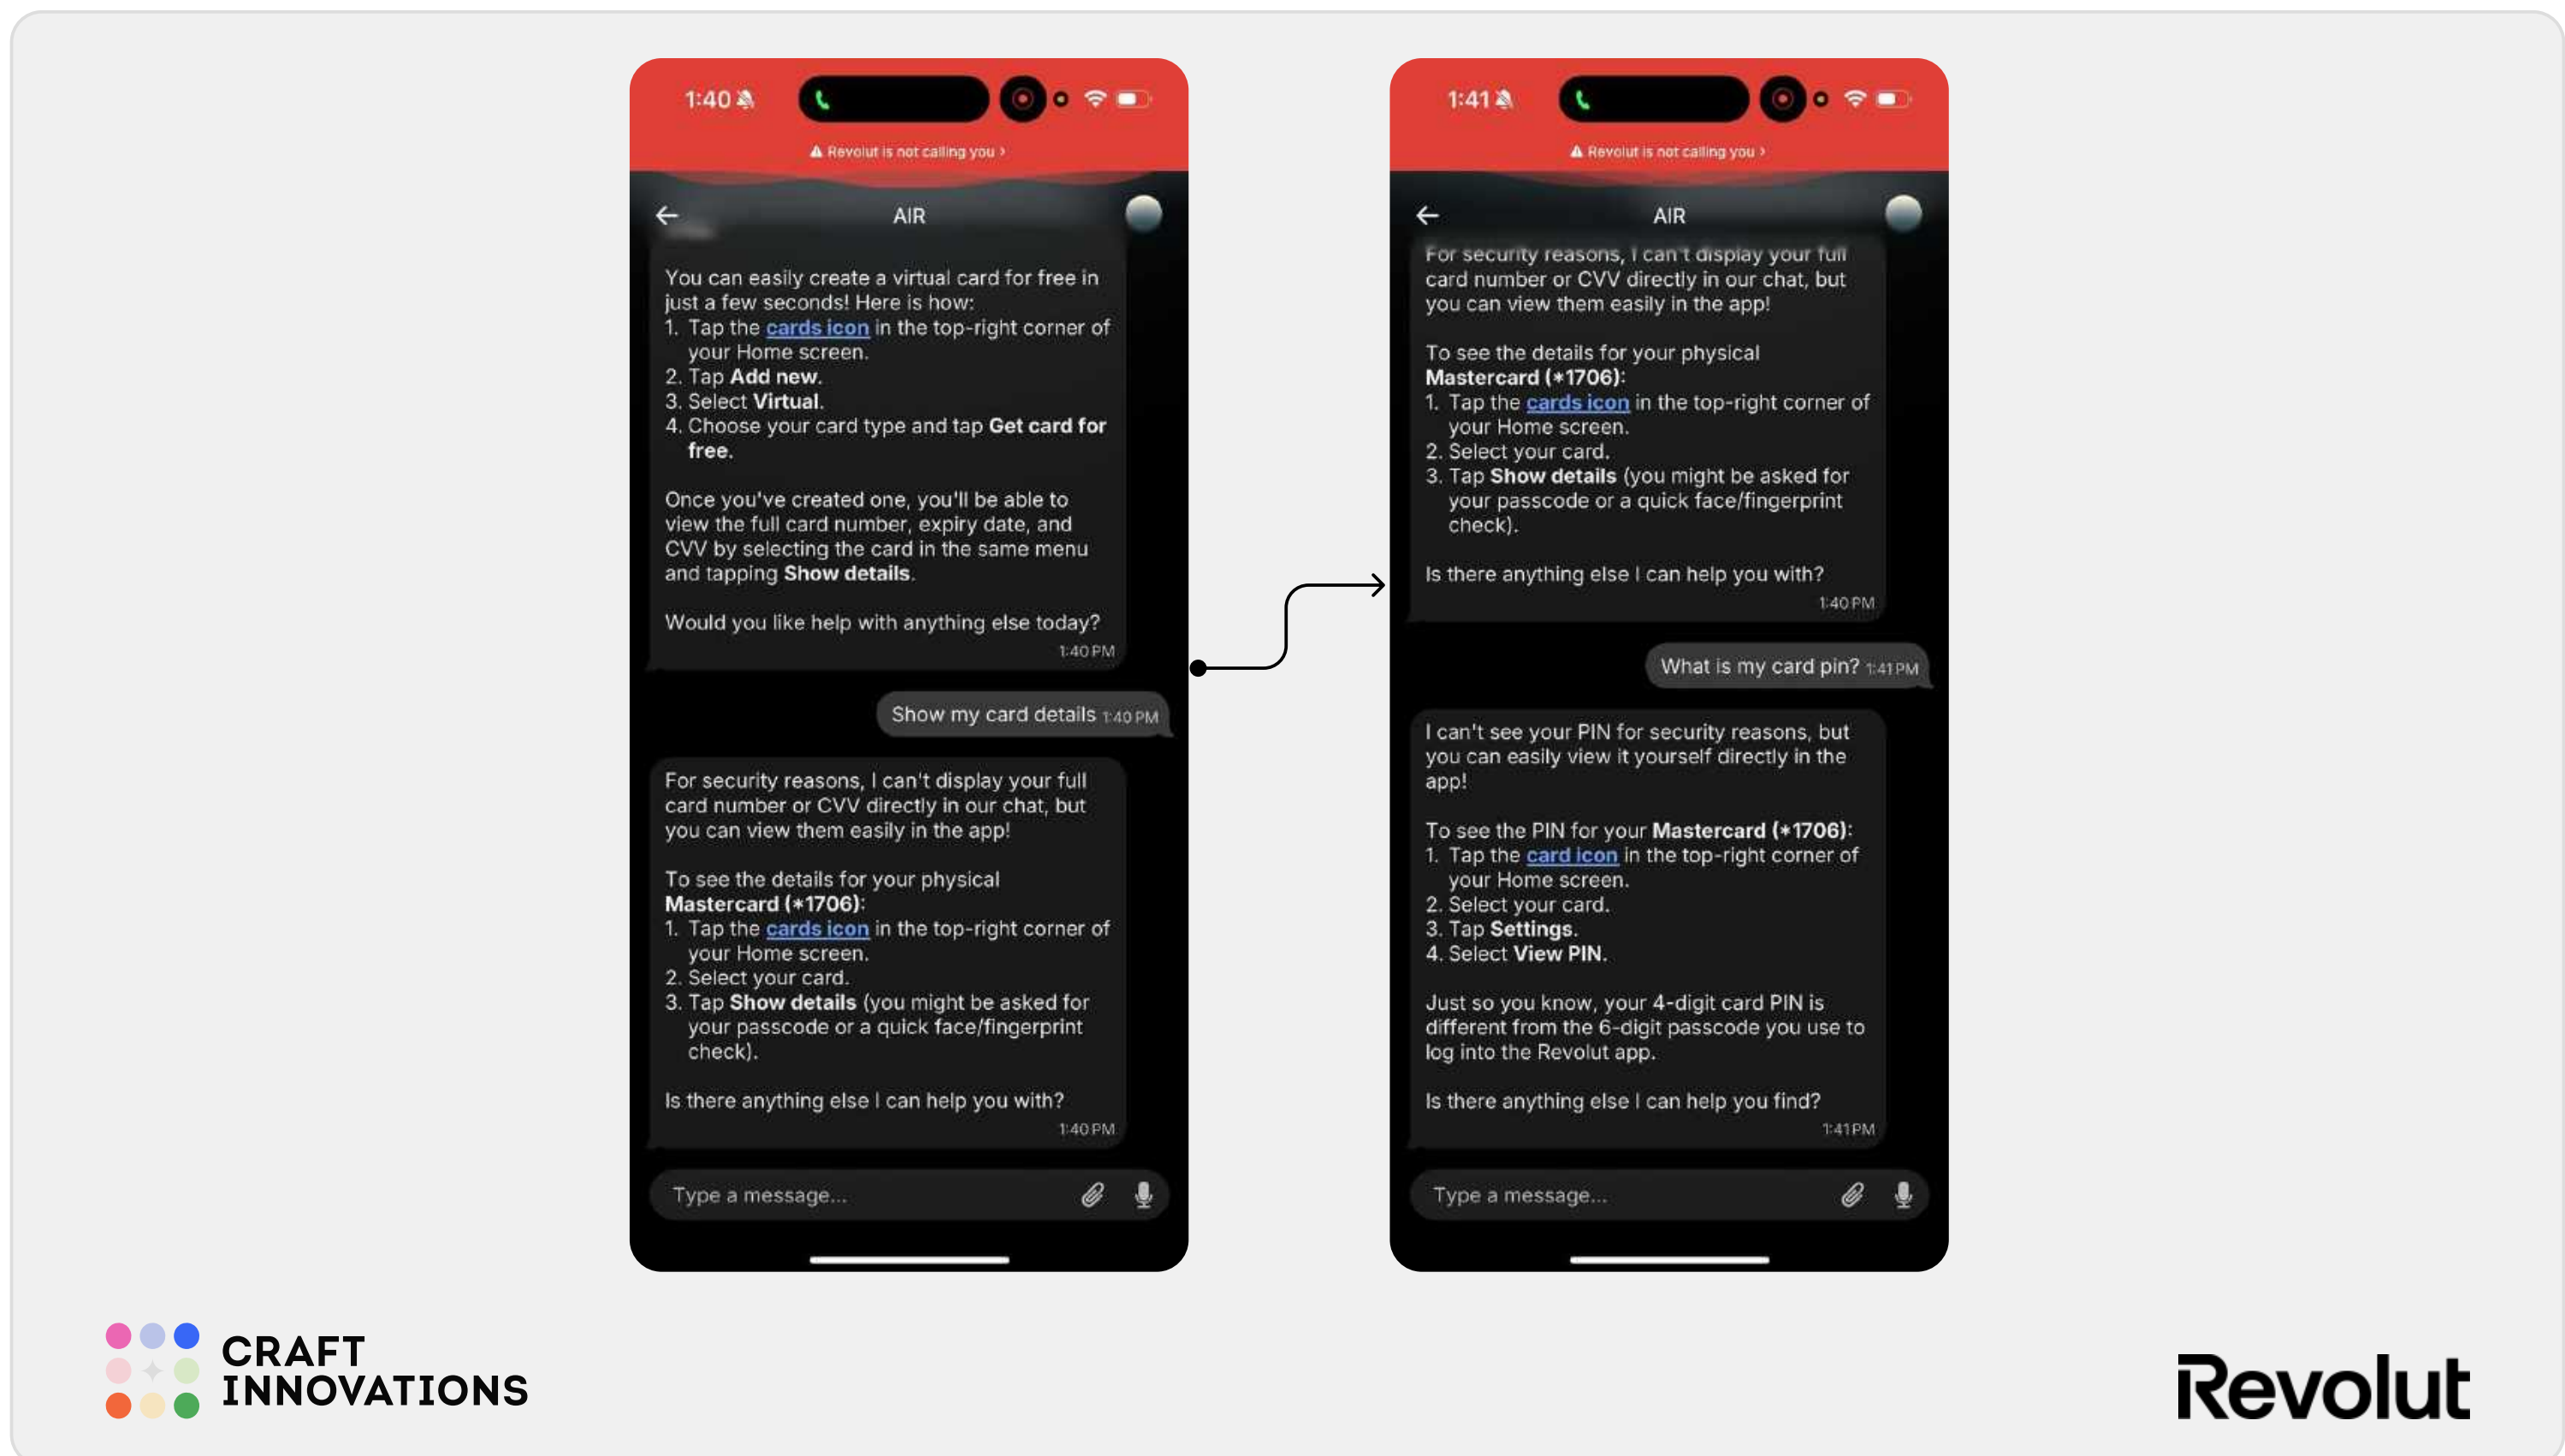 1:40
Revolut is not calling you >
AIR
You can easily create a virtual card for free in
just a few seconds! Here is how:
1. Tap the cards icon in the top-right corner of
your Home screen.
2. Tap Add new.
3. Select Virtual.
4. Choose your card type and tap Get card for
free.
Once you've created one, you'll be able to
view the full card number, expiry date, and
CVV by selecting the card in the same menu
and tapping Show details.
Would you like help with anything else today?
1:40 PM
Show my card details 1:40 PM
For security reasons, I can't display your full
card number or CVV directly in our chat, but
you can view them easily in the app!
To see the details for your physical
Mastercard (*1706):
1. Tap the cards icon in the top-right corner of
your Home screen.
2. Select your card.
3. Tap Show details (you might be asked for
your passcode or a quick face/fingerprint
check).
Is there anything else I can help you with?
1:40 PM
Type a message...
1:41
Revolut is not calling you >
AIR
For security reasons, I can't display your full
card number or CVV directly in our chat, but
you can view them easily in the app!
To see the details for your physical
Mastercard (*1706):
1. Tap the cards icon in the top-right corner of
your Home screen.
2. Select your card.
3. Tap Show details (you might be asked for
your passcode or a quick face/fingerprint
check).
Is there anything else I can help you with?
1:40 PM
What is my card pin? 1:41 PM
I can't see your PIN for security reasons, but
you can easily view it yourself directly in the
app!
To see the PIN for your Mastercard (*1706):
1. Tap the card icon in the top-right corner of
your Home screen.
2. Select your card.
3. Tap Settings.
4. Select View PIN.
Just so you know, your 4-digit card PIN is
different from the 6-digit passcode you use to
log into the Revolut app.
Is there anything else I can help you find?
1:41 PM
Type a message...
CRAFT
INNOVATIONS
Revolut